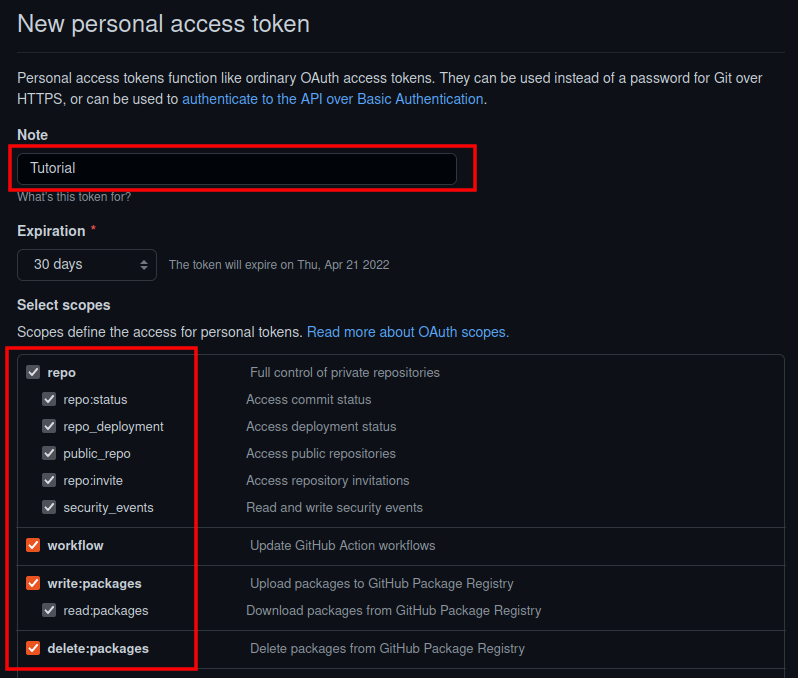 New personal access token
Personal access tokens function like ordinary OAuth access tokens. They can be used instead of a password for Git over
HTTPS, or can be used to authenticate to the API over Basic Authentication.
Note
Tutorial
What's this token for?
Expiration *
30 days The token will expire on Thu, Apr 21 2022
Select scopes
Scopes define the access for personal tokens. Read more about OAuth scopes.
repo Full control of private repositories
repo:status Access commit status
repo_deployment Access deployment status
public_repo Access public repositories
repo:invite Access repository invitations
security_events Read and write security events
workflow Update GitHub Action workflows
write:packages Upload packages to GitHub Package Registry
read:packages Download packages from GitHub Package Registry
delete:packages Delete packages from GitHub Package Registry